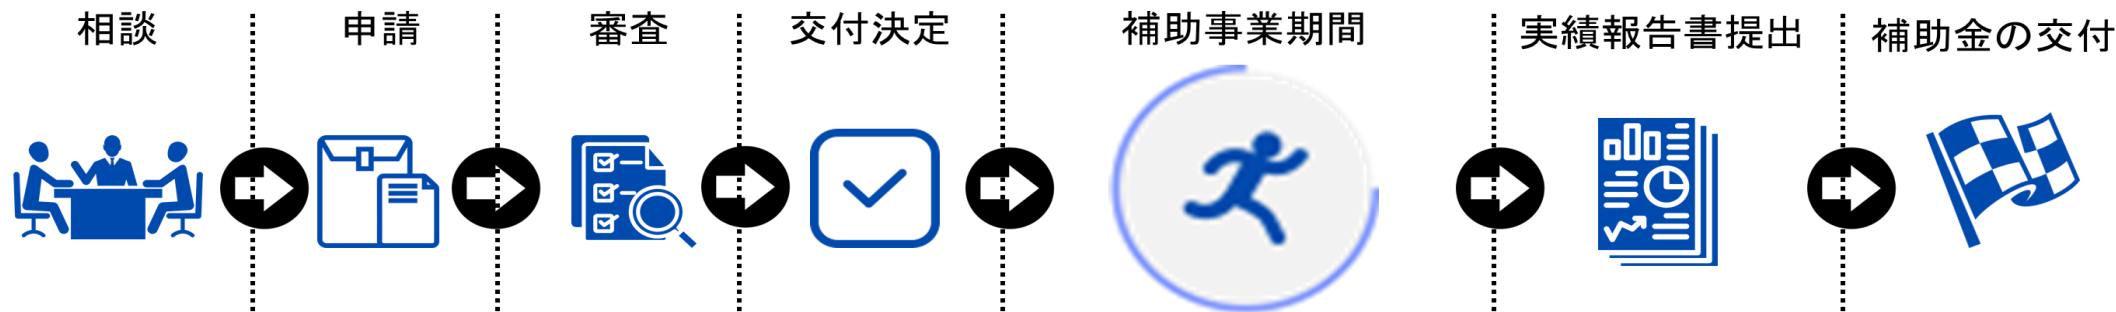 相談
申請
審査
交付決定
補助事業期間
実績報告書提出
補助金の交付